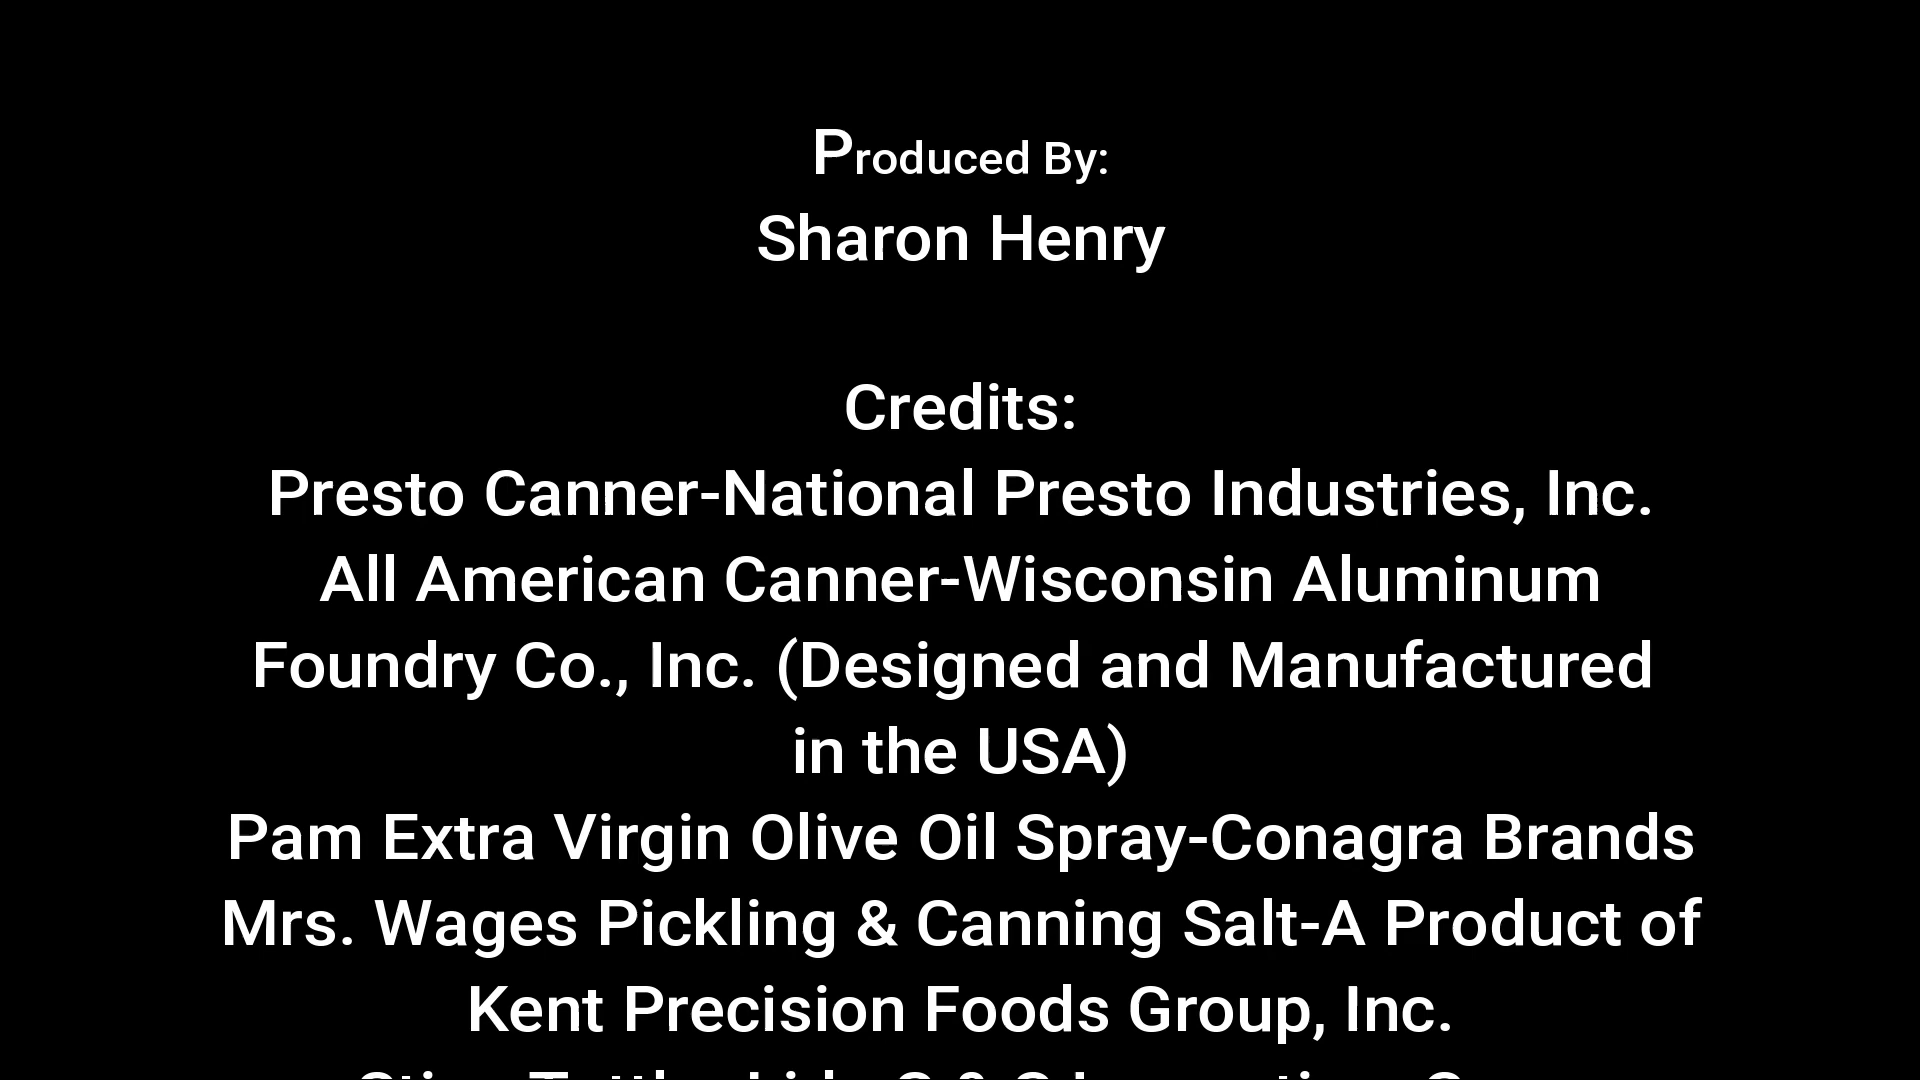 Produced By:
Sharon Henry
Credits:
Presto Canner-National Presto Industries, Inc.
All American Canner-Wisconsin Aluminum
Foundry Co., Inc. (Designed and Manufactured
in the USA)
Pam Extra Virgin Olive Oil Spray-Conagra Brands
Mrs. Wages Pickling & Canning Salt-A Product of
Kent Precision Foods Group, Inc.